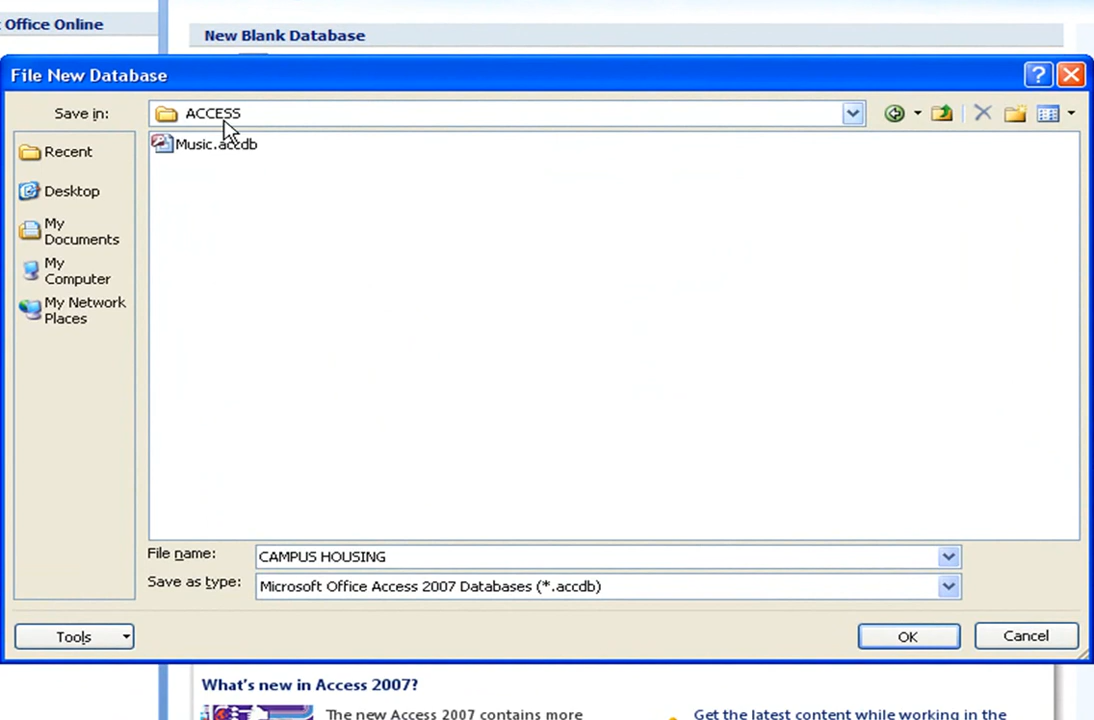 Office Online
New Blank Database
File New Database
Save in:
ACCESS
Music.accdb
Recent
Desktop
My
Documents
My
Computer
My Network
Places
File name:
CAMPUS HOUSING
Save as type:
Microsoft Office Access 2007 Databases (*.accdb)
Tools
OK
Cancel
What's new in Access 2007?
The new Access 2007 contains more
Get the latest content while working in the